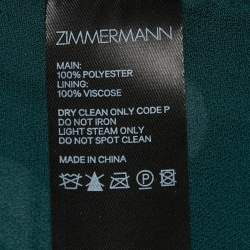 ZIMMERMANN
MAIN:
100% POLYESTER
LINING:
100% VISCOSE
DRY CLEAN ONLY CODE P
DO NOT IRON
LIGHT STEAM ONLY
DO NOT SPOT CLEAN
MADE IN CHINA
P